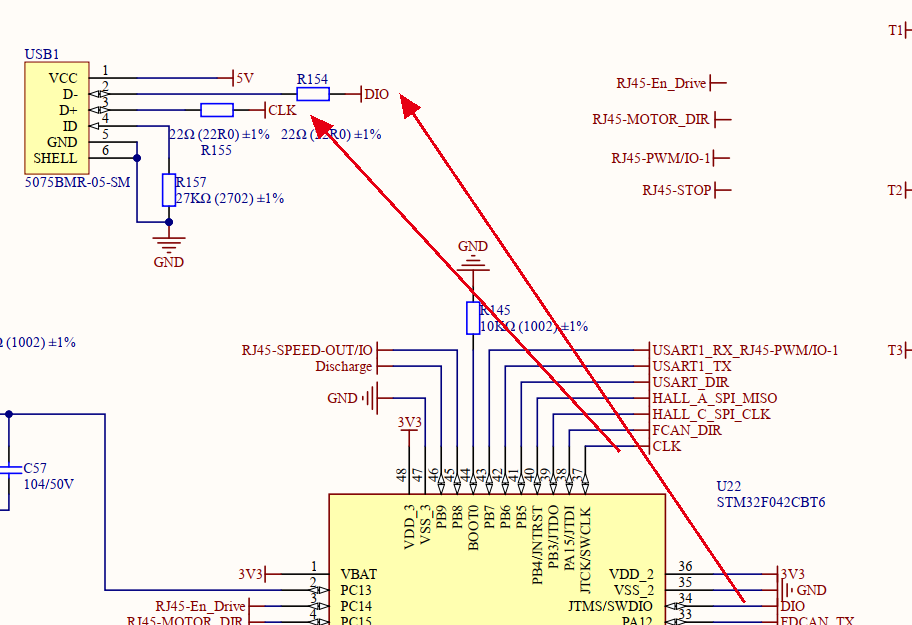 T1
USB1
VCC 1 5V
R154
D- 2 DIO
D+ 3 CLK
ID 4
22Ω (22R0) ±1% 22Ω (22R0) ±1%
GND 5
R155
SHELL 6
5075BMR-05-SM
R157
27KΩ (2702) ±1%
GND
RJ45-En_Drive
RJ45-MOTOR_DIR
RJ45-PWM/IO-1
RJ45-STOP
T2
GND
R145
10KΩ (1002) ±1%
Ω (1002) ±1%
RJ45-SPEED-OUT/IO
Discharge
GND
3V3
USART1_RX_RJ45-PWM/IO-1
USART1_TX
USART_DIR
HALL_A_SPI_MISO
HALL_C_SPI_CLK
FCAN_DIR
CLK
T3
C57
104/50V
48 47 46 45 44 43 42 41 40 39 38 37
U22
STM32F042CBT6
VDD_3
VSS_3
PB9
PB8
BOOT0
PB7
PB6
PB5
PB4/JNTRST
PB3/JTDO
PA15/JTDI
JTCK/SWCLK
3V3 1 VBAT
2 PC13
RJ45-En_Drive 3 PC14
RJ45-MOTOR_DIR 4 PC15
VDD_2 36 3V3
VSS_2 35 GND
JTMS/SWDIO 34 DIO
PA12 33 FDCAN_TX